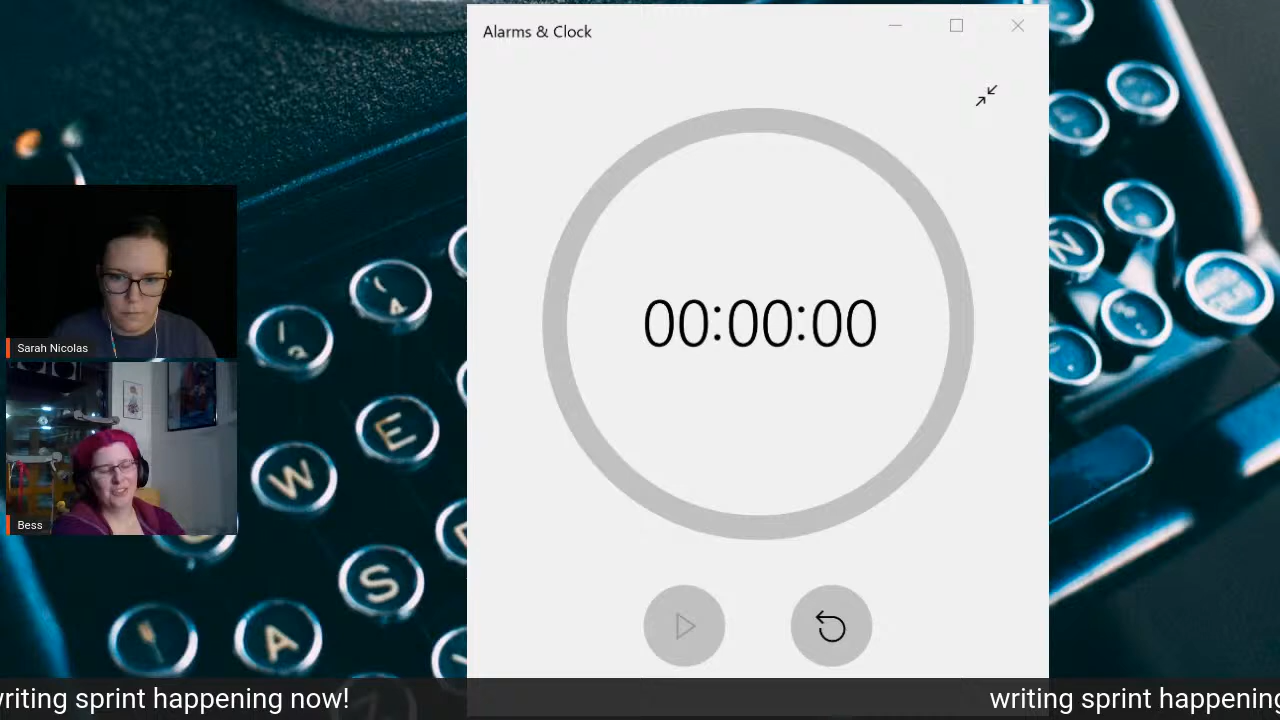 Alarms & Clock
00:00:00
Sarah Nicolas
Bess
W
E
S
A
N
writing sprint happening now!
writing sprint happening